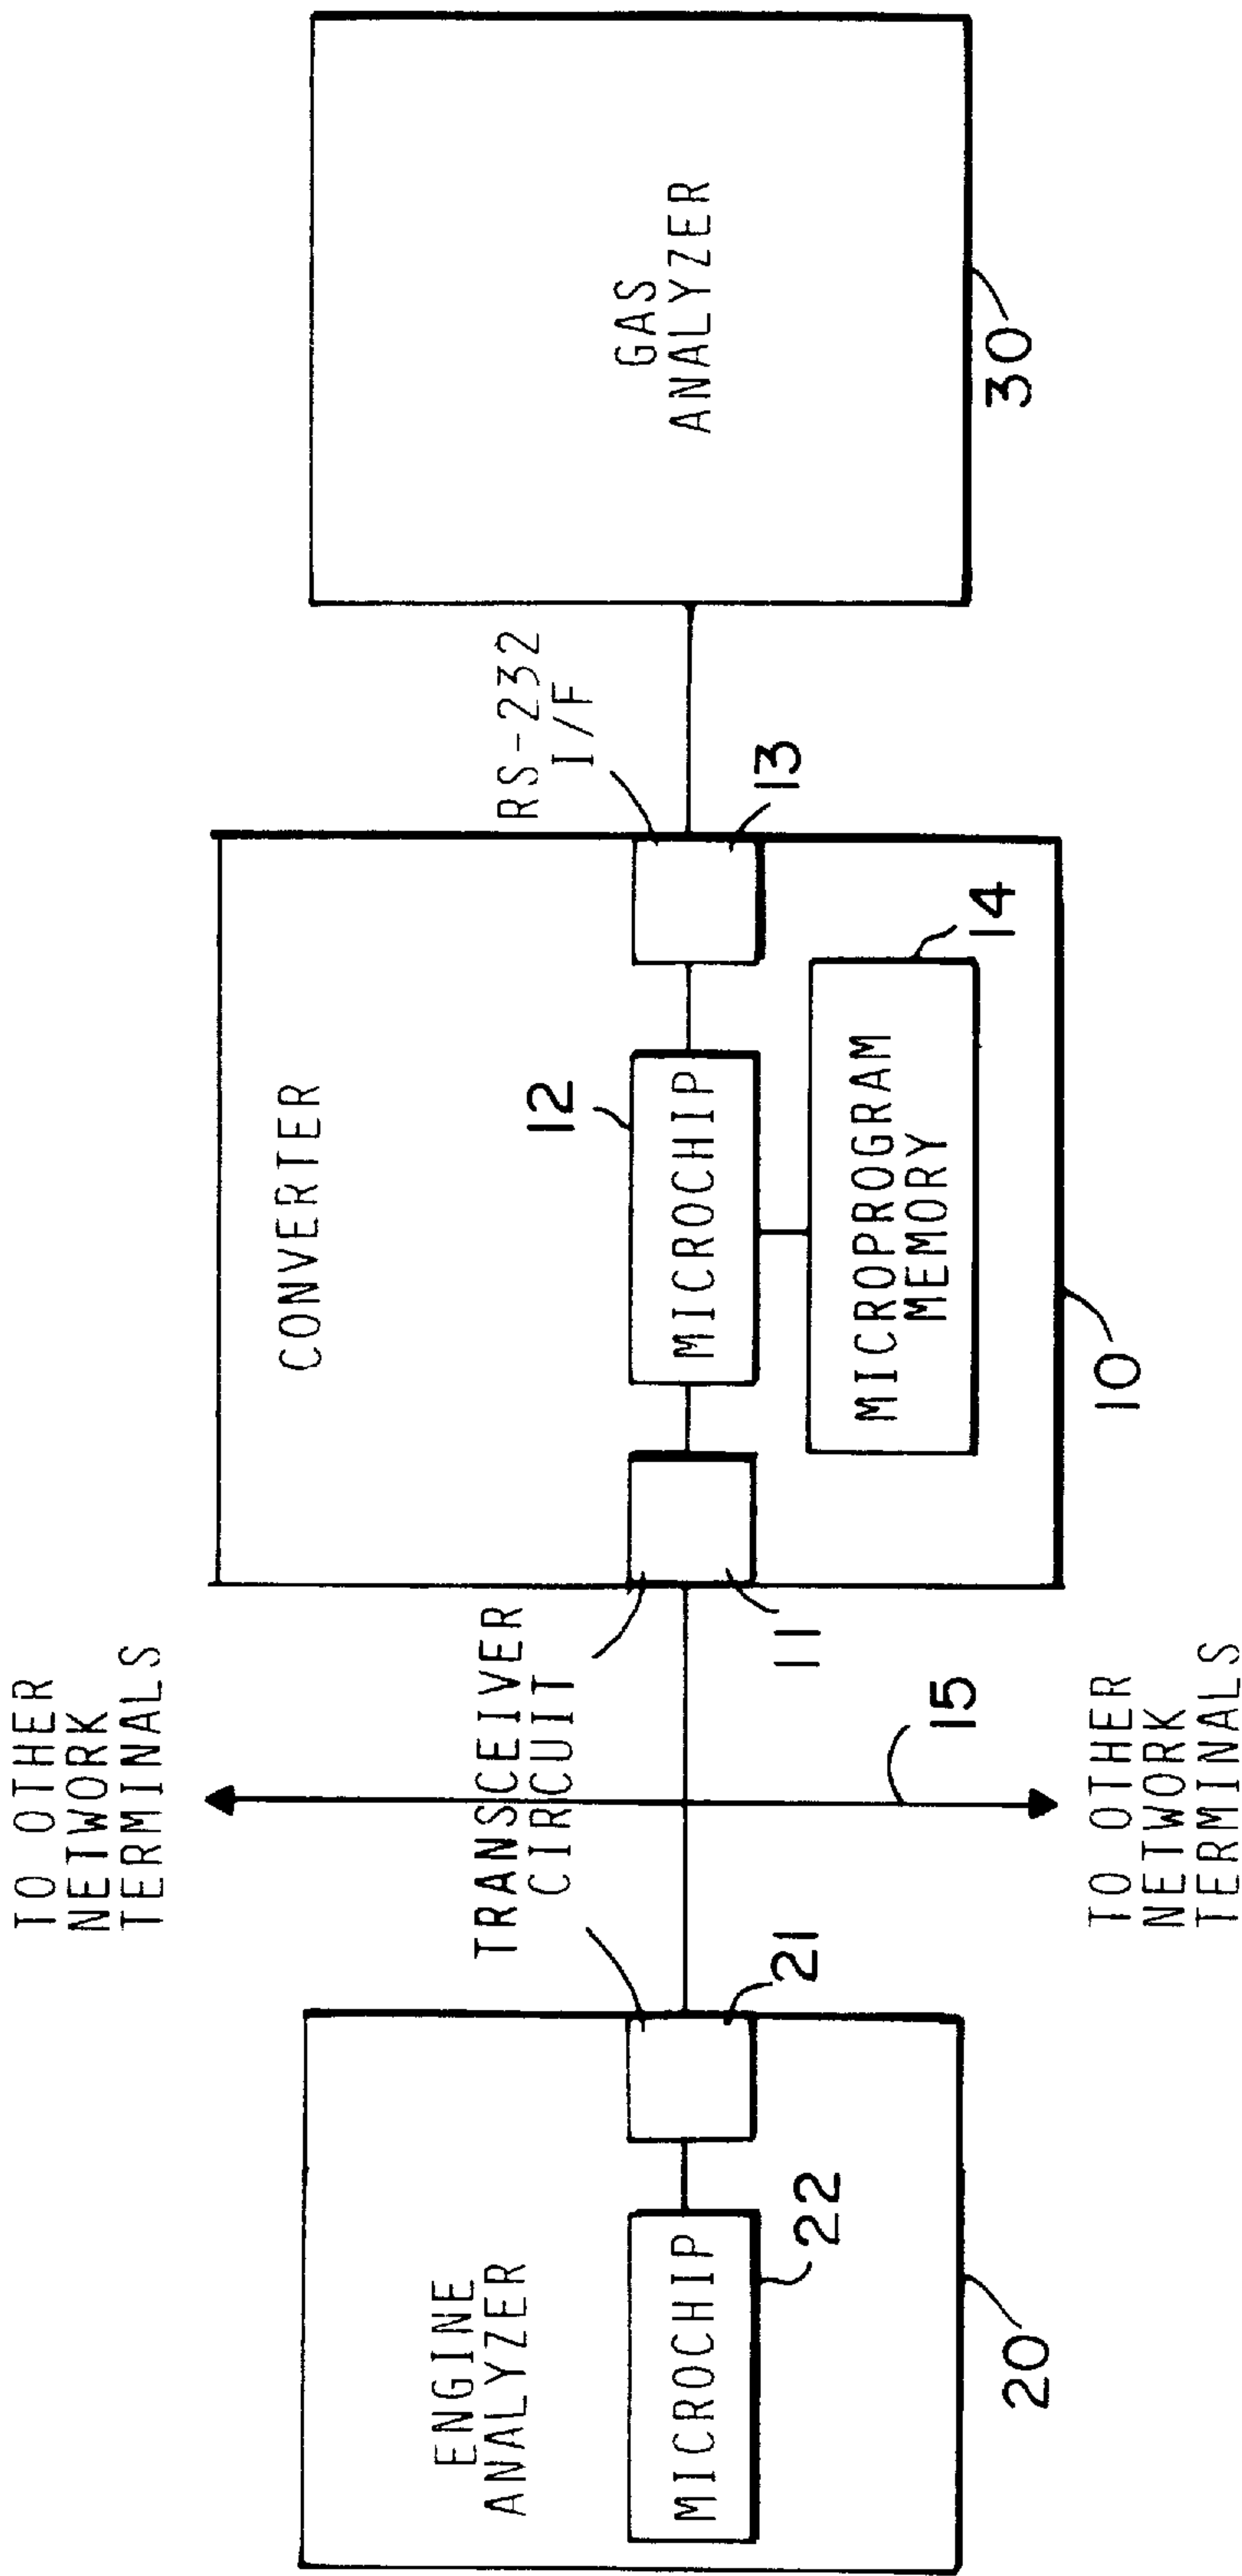 TO OTHER
NETWORK
TERMINALS
ENGINE
ANALYZER
MICROCHIP
22
20
21
TRANSCEIVER
CIRCUIT
15
TO OTHER
NETWORK
TERMINALS
CONVERTER
11
12
MICROCHIP
MICROPROGRAM
MEMORY
14
10
13
RS-232
I/F
GAS
ANALYZER
30